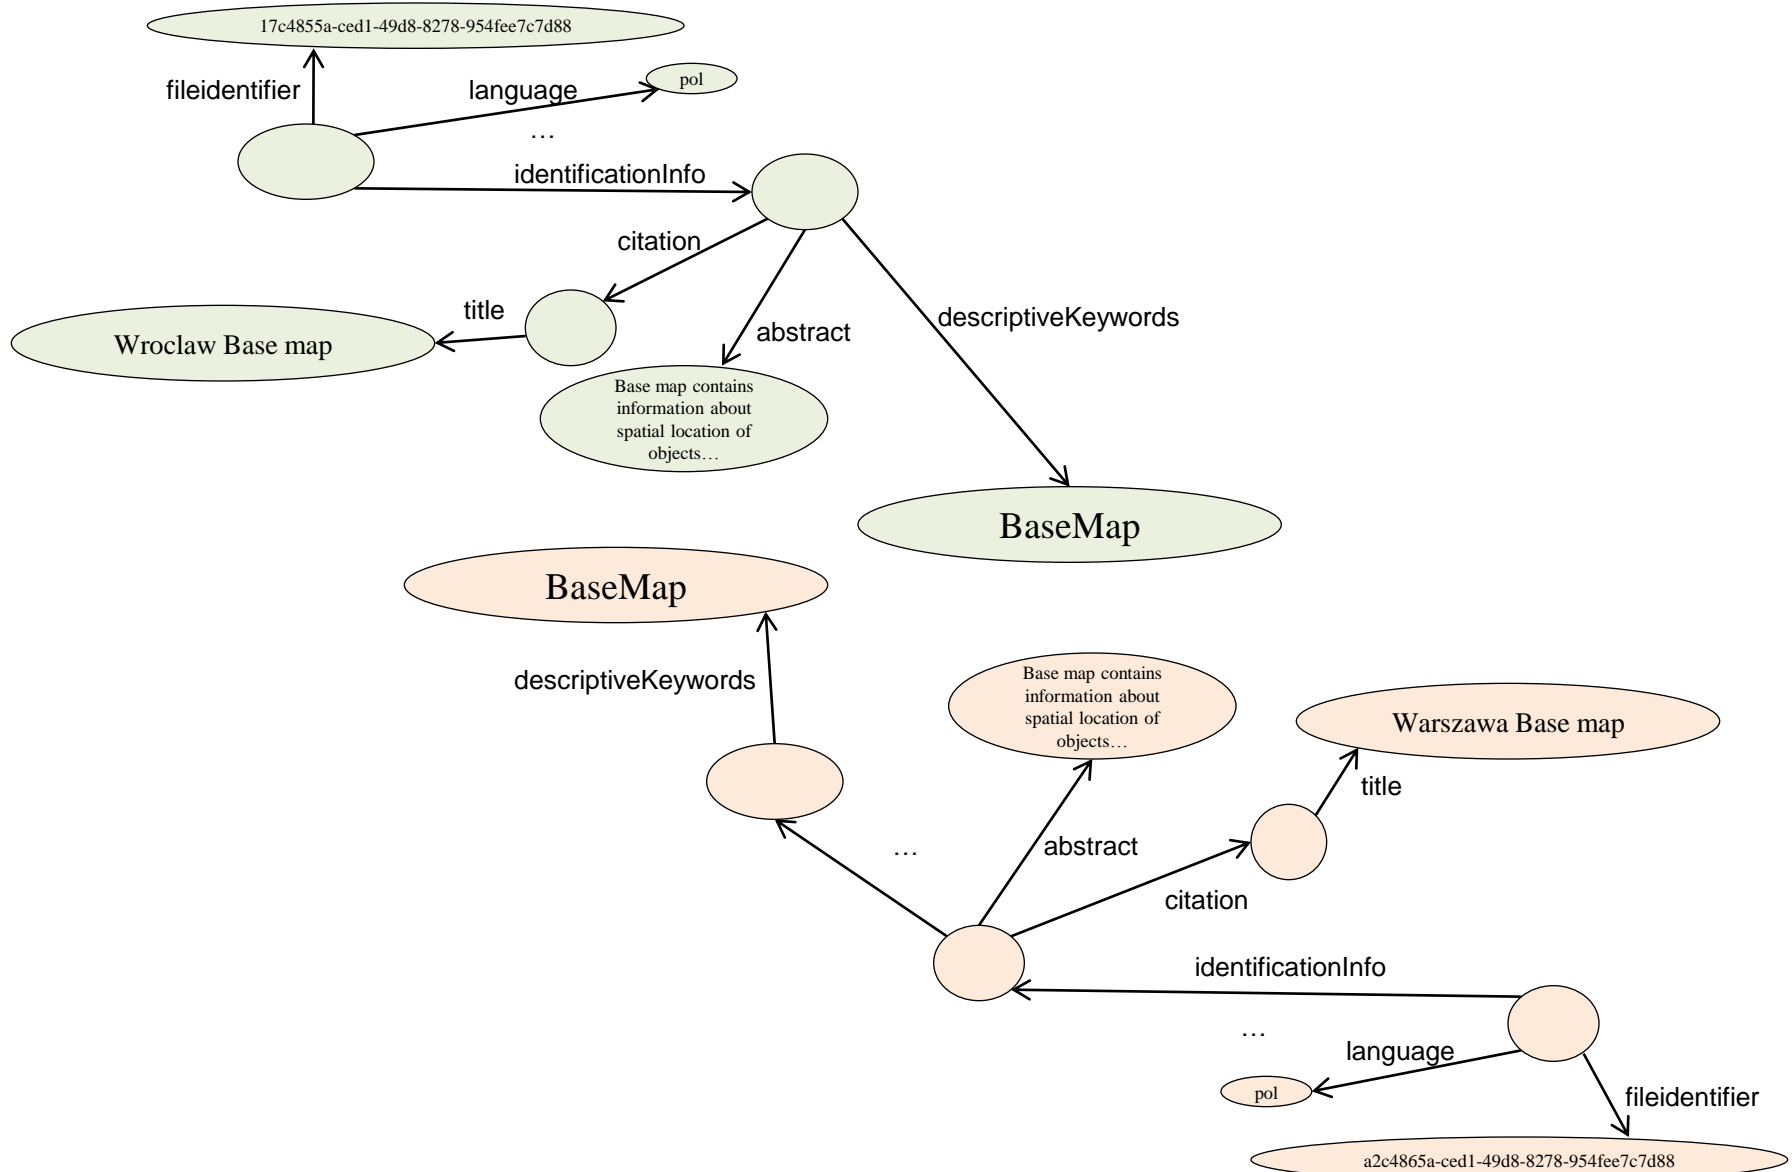 17c4855a-ced1-49d8-8278-954fee7c7d88
fileidentifier
language
pol
…
identificationInfo
citation
title
Wroclaw Base map
abstract
descriptiveKeywords
Base map contains
information about
spatial location of
objects…
BaseMap
BaseMap
descriptiveKeywords
Base map contains
information about
spatial location of
objects…
Warszawa Base map
title
…
abstract
citation
identificationInfo
…
language
pol
fileidentifier
a2c4865a-ced1-49d8-8278-954fee7c7d88